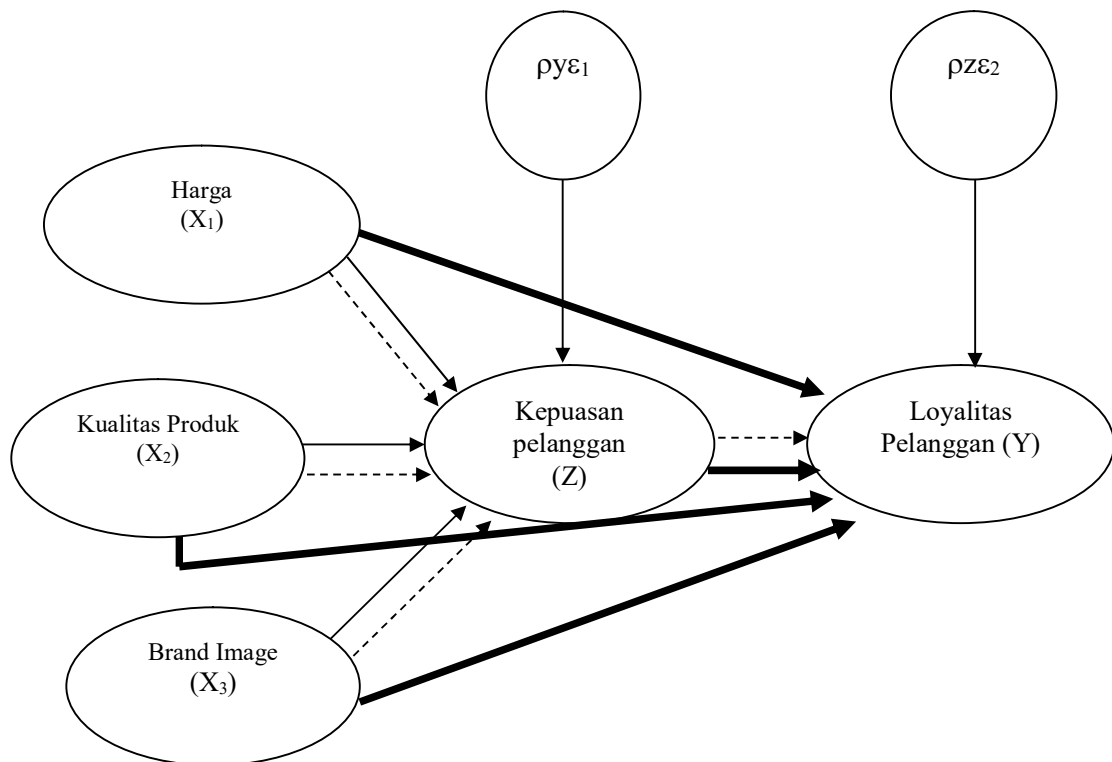 ρyε₁
ρzε₂
Harga
(X₁)
Kualitas Produk
(X₂)
Kepuasan
pelanggan
(Z)
Loyalitas
Pelanggan (Y)
Brand Image
(X₃)